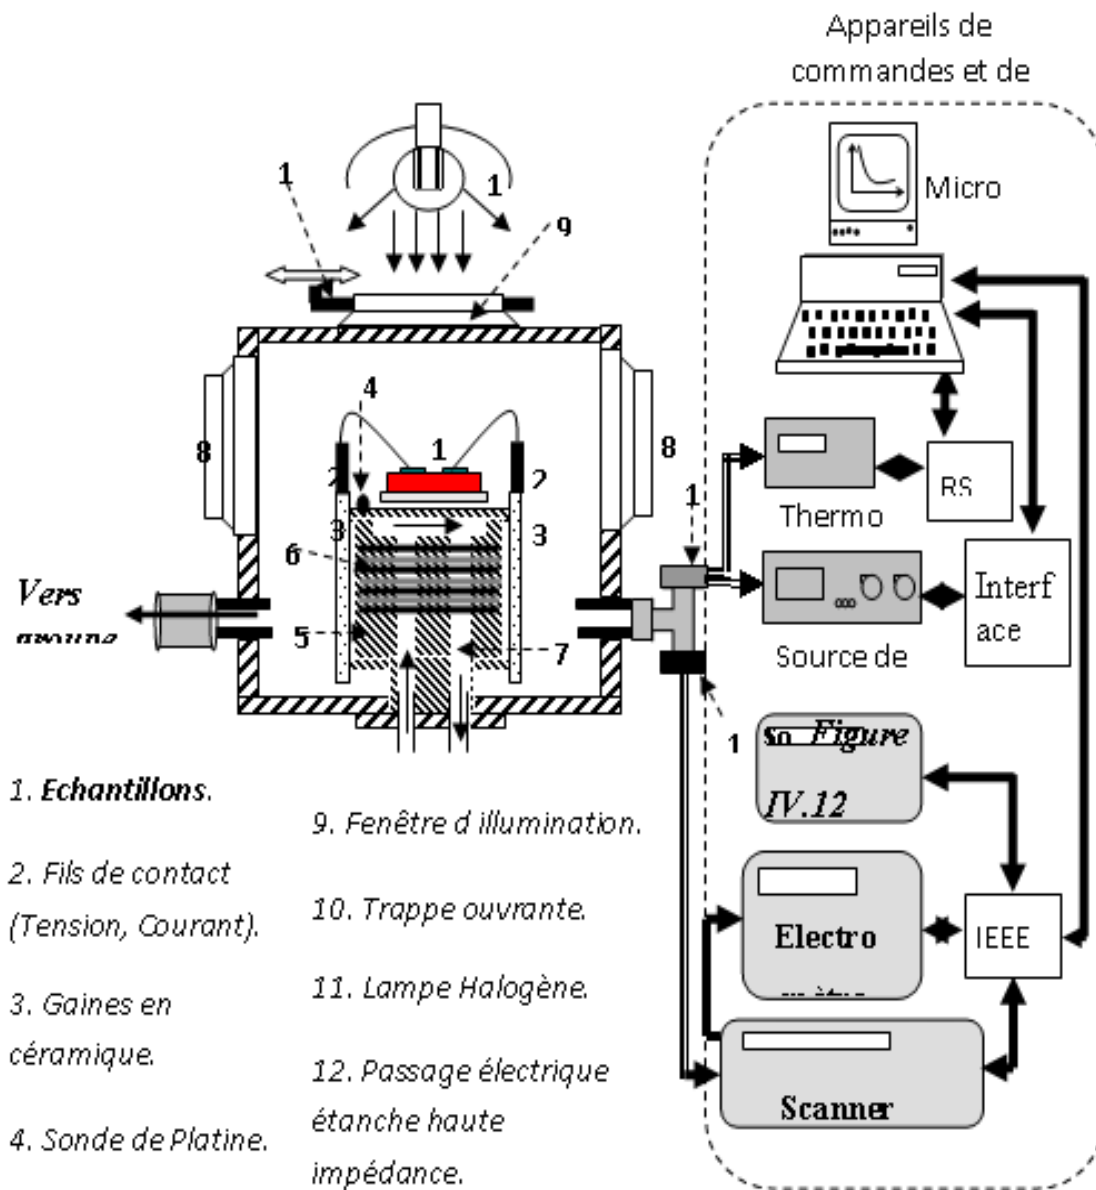 Appareils de
commandes et de
Micro
1
1
9
4
8
1
8
2
2
3
3
1
RS
Thermo
6
Vers
Interf
ace
5
7
Source de
1
So Figure
IV.12
1. Echantillons.
2. Fils de contact
(Tension, Courant).
3. Gaines en
céramique.
4. Sonde de Platine.
9. Fenêtre d illumination.
10. Trappe ouvrante.
11. Lampe Halogène.
12. Passage électrique
étanche haute
impédance.
Electro
IEEE
Scanner
1